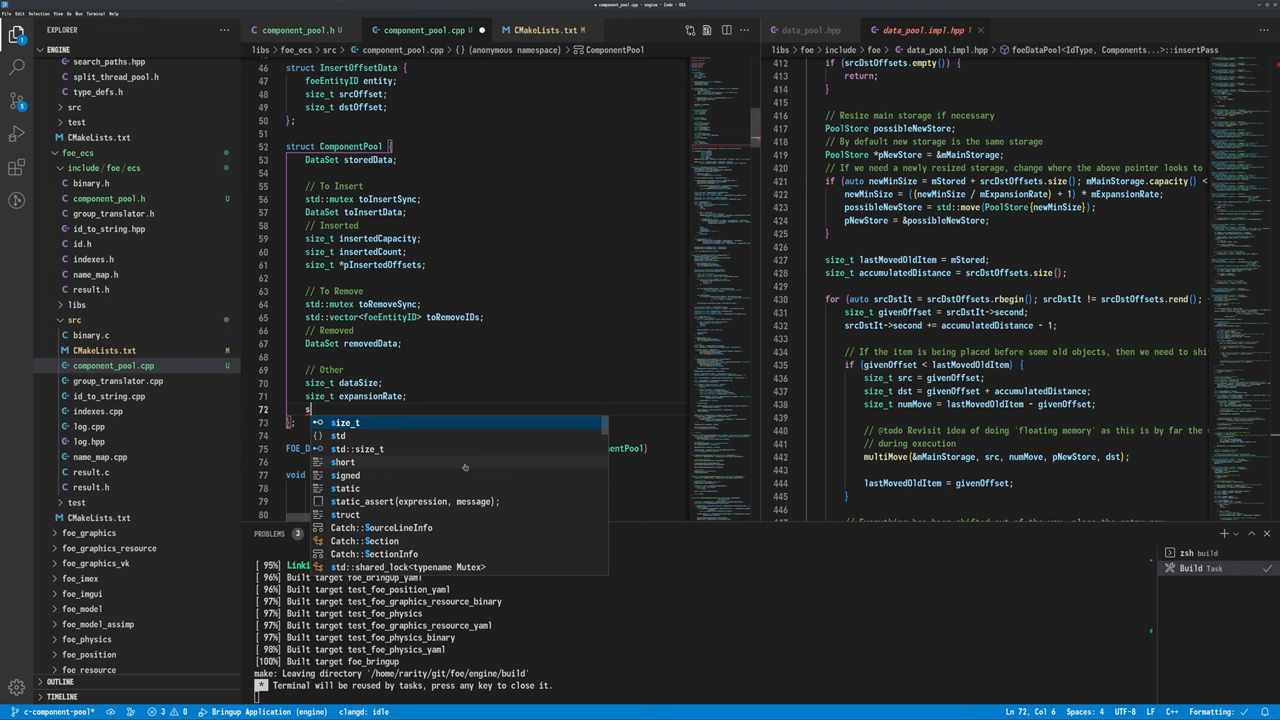 component_pool.cpp - engine - Code - OSS
File Edit Selection View Go Run Terminal Help
EXPLORER
ENGINE
search_paths.hpp
split_thread_pool.h
type_defs.h
src
test
CMakeLists.txt
foe_ecs
include / foe / ecs
binary.h
component_pool.h U
group_translator.h
id_to_string.hpp
id.h
indexes.h
name_map.h
result.h
libs
src
binary.c
CMakeLists.txt M
component_pool.cpp U
group_translator.cpp
id_to_string.cpp
indexes.cpp
log.cpp
log.hpp
name_map.cpp
result.c
result.h
test
CMakeLists.txt
foe_graphics
foe_graphics_resource
foe_graphics_vk
foe_imex
foe_imgui
foe_model
foe_model_assimp
foe_physics
foe_position
foe_resource
OUTLINE
TIMELINE
component_pool.h U
component_pool.cpp U
CMakeLists.txt M
libs > foe_ecs > src > component_pool.cpp > {} (anonymous namespace) > ComponentPool
46 struct InsertOffsetData {
47 foeEntityID entity;
48 size_t srcOffset;
49 size_t dstOffset;
50 };
51
52 struct ComponentPool {
53 DataSet storedData;
54
55 // To Insert
56 std::mutex toInsertSync;
57 DataSet toInsertData;
58 // Inserted
59 size_t insertedCapacity;
60 size_t insertedCount;
61 size_t *pInsertedOffsets;
62
63 // To Remove
64 std::mutex toRemoveSync;
65 std::vector<foeEntityID> toRemoveIDs;
66 // Removed
67 DataSet removedData;
68
69 // Other
70 size_t dataSize;
71 size_t expansionRate;
72 s
73
74
75 FOE_D omponentPool)
76
77 void
78
79
80
size_t
std
std::size_t
short
signed
static
static_assert(expression, message);
struct
Catch::SourceLineInfo
Catch::Section
Catch::SectionInfo
std::shared_lock<typename Mutex>
data_pool.hpp
data_pool.impl.hpp 1
libs > foe > include > foe > data_pool.impl.hpp > foeDataPool<IdType, Components...>::insertPass
412 if (srcDstOffsets.empty()) {
413 return;
414 }
415
416 // Resize main storage if necessary
417 PoolStore possibleNewStore;
418 // By default new storage is the same storage
419 PoolStore *pNewStore = &mMainStorage;
420 // If we need a newly resized storage, change when the above pointer looks to
421 if (auto newMinSize = mStored + srcDstOffsets.size(); mMainStorage.capacity() <
422 newMinSize = ((newMinSize / mExpansionRate) + 1) * mExpansionRate;
423 possibleNewStore = std::move(PoolStore{newMinSize});
424 pNewStore = &possibleNewStore;
425 }
426
427 size_t lastMovedOldItem = mStored;
428 size_t accumulatedDistance = srcDstOffsets.size();
429
430 for (auto srcDstIt = srcDstOffsets.rbegin(); srcDstIt != srcDstOffsets.rend();
431 size_t givenOffset = srcDstIt->second;
432 srcDstIt->second += accumulatedDistance - 1;
433
434 // If the item is being placed before some old objects, then we need to shi
435 if (givenOffset < lastMovedOldItem) {
436 size_t src = givenOffset;
437 size_t dst = givenOffset + accumulatedDistance;
438 size_t numMove = lastMovedOldItem - givenOffset;
439
440 /// @todo Revisit idea of doing 'floating memory' as this is by far the
441 /// during execution
442 multiMove(&mMainStorage, src, numMove, pNewStore, dst);
443
444 lastMovedOldItem = givenOffset;
445 }
446
PROBLEMS 3
[ 95%] Linki
[ 96%] Built target foe_bringup_yaml
[ 96%] Built target test_foe_position_yaml
[ 96%] Built target foe_graphics_resource_binary
[ 97%] Built target test_foe_physics
[ 97%] Built target test_foe_graphics_resource_yaml
[ 97%] Built target test_foe_physics_binary
[ 98%] Built target test_foe_physics_yaml
[100%] Built target foe_bringup
make: Leaving directory '/home/rarity/git/foe/engine/build'
* Terminal will be reused by tasks, press any key to close it.
zsh build
Build Task
c-component-pool* 3 0 Bringup Application (engine) clangd: idle Ln 72, Col 6 Spaces: 4 UTF-8 LF C++ Formatting: